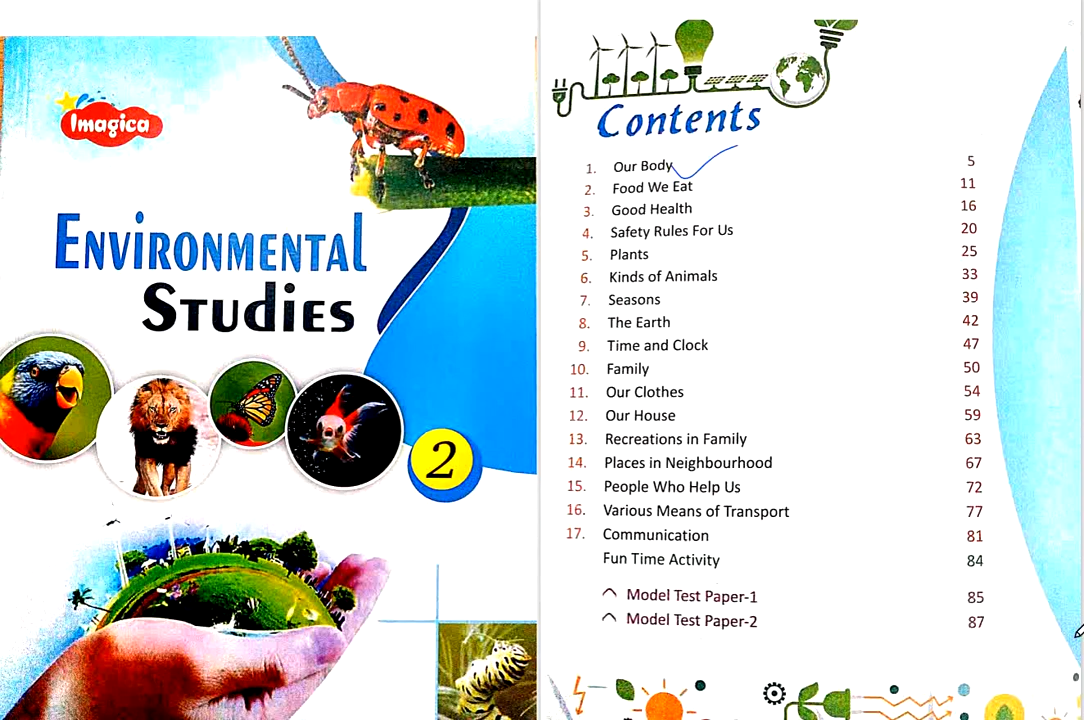 Imagica
ENVIRONMENTAL
STUDIES
2
Contents
1. Our Body 5
2. Food We Eat 11
3. Good Health 16
4. Safety Rules For Us 20
5. Plants 25
6. Kinds of Animals 33
7. Seasons 39
8. The Earth 42
9. Time and Clock 47
10. Family 50
11. Our Clothes 54
12. Our House 59
13. Recreations in Family 63
14. Places in Neighbourhood 67
15. People Who Help Us 72
16. Various Means of Transport 77
17. Communication 81
Fun Time Activity 84
Model Test Paper-1 85
Model Test Paper-2 87